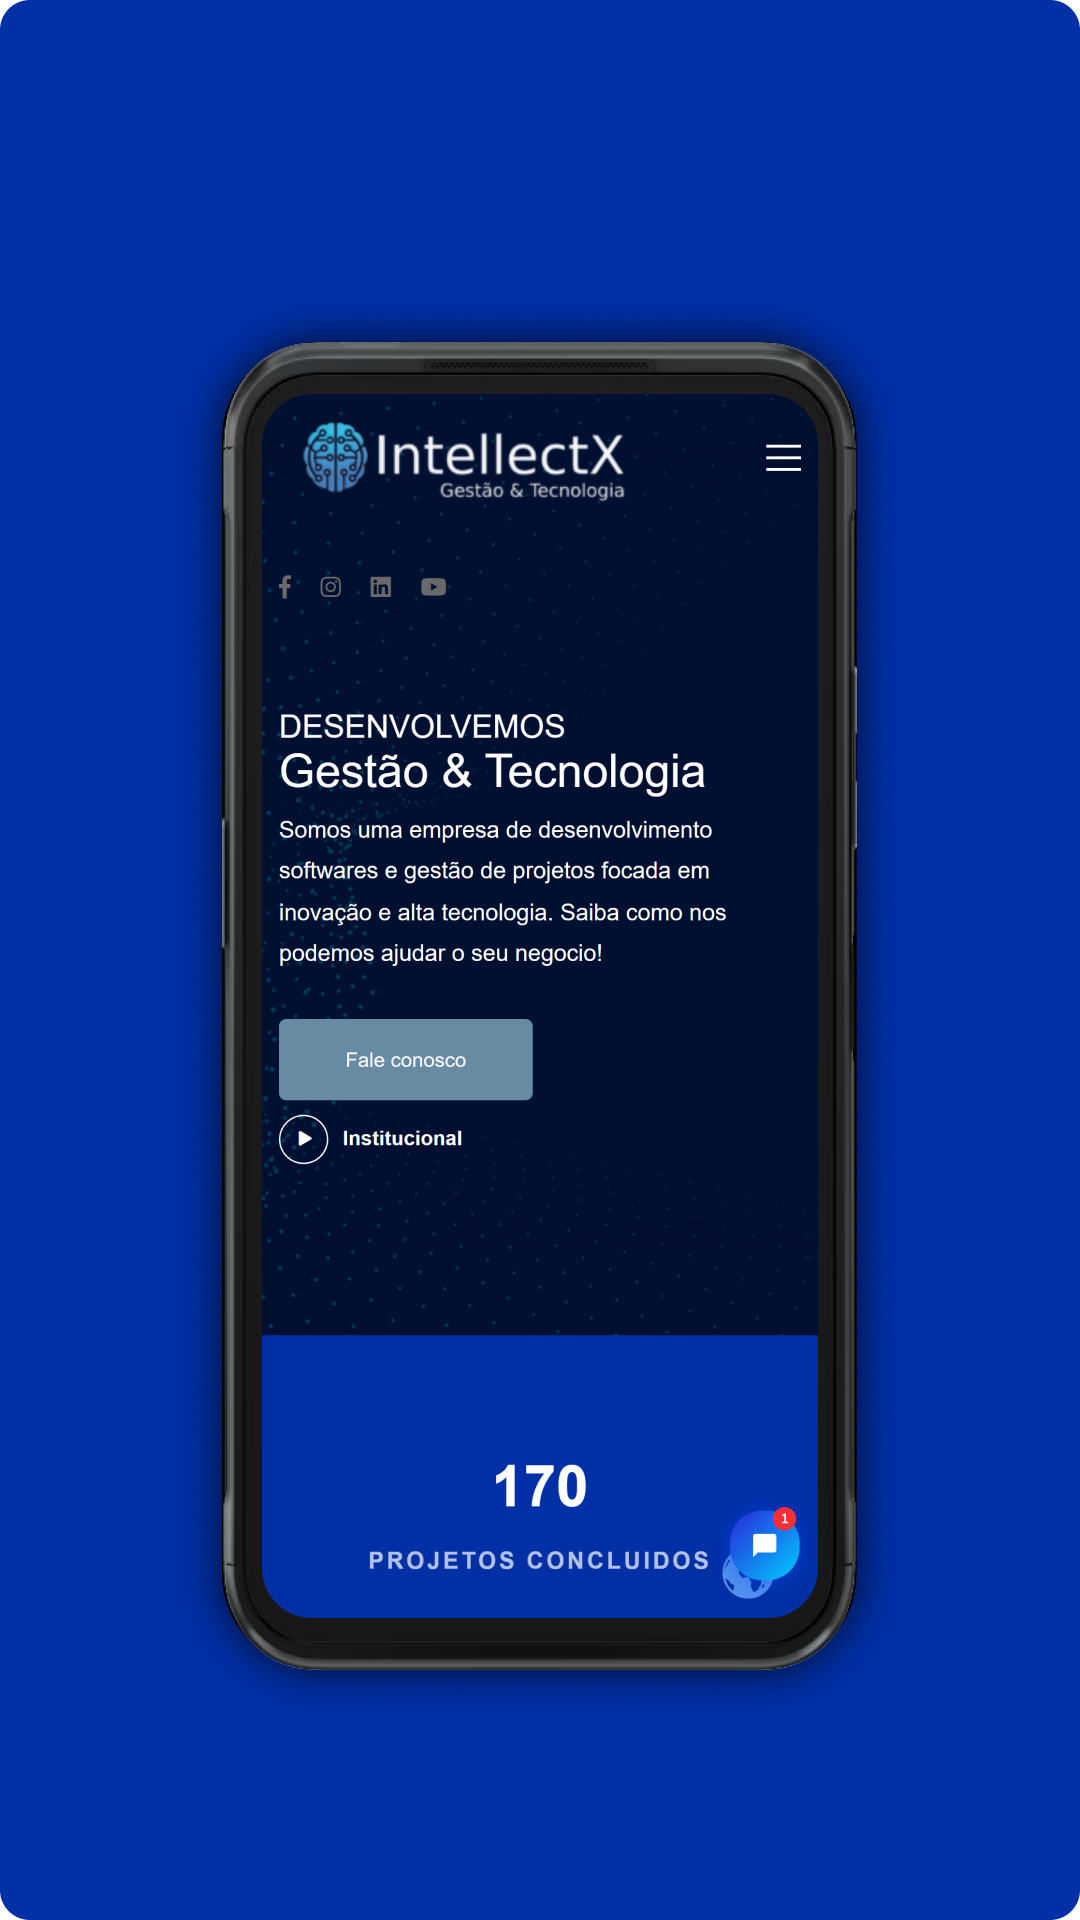 IntellectX
Gestão & Tecnologia
DESENVOLVEMOS
Gestão & Tecnologia
Somos uma empresa de desenvolvimento
softwares e gestão de projetos focada em
inovação e alta tecnologia. Saiba como nos
podemos ajudar o seu negocio!
Fale conosco
Institucional
170
1
PROJETOS CONCLUIDOS